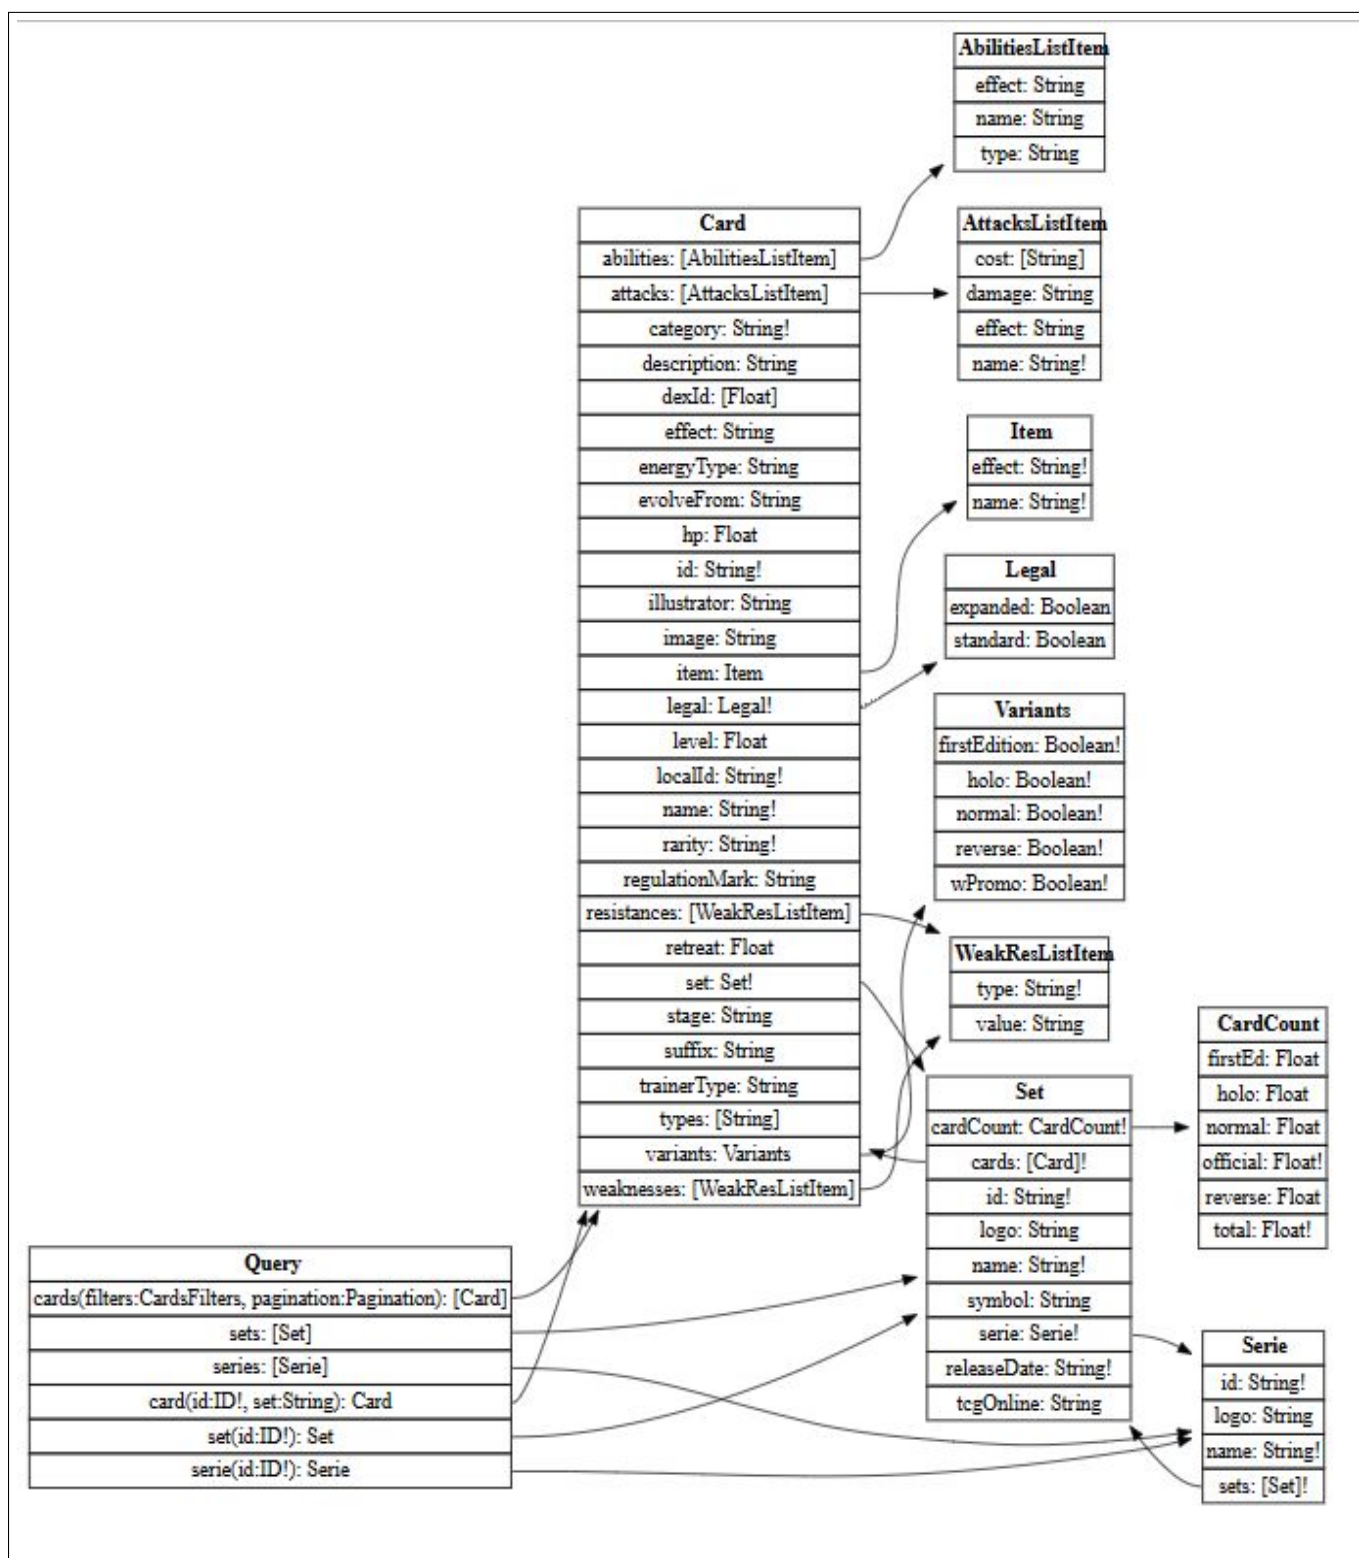 AbilitiesListItem
effect: String
name: String
type: String
Card
abilities: [AbilitiesListItem]
attacks: [AttacksListItem]
category: String!
description: String
dexId: [Float]
effect: String
energyType: String
evolveFrom: String
hp: Float
id: String!
illustrator: String
image: String
item: Item
legal: Legal!
level: Float
localId: String!
name: String!
rarity: String!
regulationMark: String
resistances: [WeakResListItem]
retreat: Float
set: Set!
stage: String
suffix: String
trainerType: String
types: [String]
variants: Variants
weaknesses: [WeakResListItem]
AttacksListItem
cost: [String]
damage: String
effect: String
name: String!
Item
effect: String!
name: String!
Legal
expanded: Boolean
standard: Boolean
Variants
firstEdition: Boolean!
holo: Boolean!
normal: Boolean!
reverse: Boolean!
wPromo: Boolean!
WeakResListItem
type: String!
value: String
CardCount
firstEd: Float
holo: Float
normal: Float
official: Float!
reverse: Float
total: Float!
Set
cardCount: CardCount!
cards: [Card]!
id: String!
logo: String
name: String!
symbol: String
serie: Serie!
releaseDate: String!
tcgOnline: String
Query
cards(filters:CardsFilters, pagination:Pagination): [Card]
sets: [Set]
series: [Serie]
card(id:ID!, set:String): Card
set(id:ID!): Set
serie(id:ID!): Serie
Serie
id: String!
logo: String
name: String!
sets: [Set]!